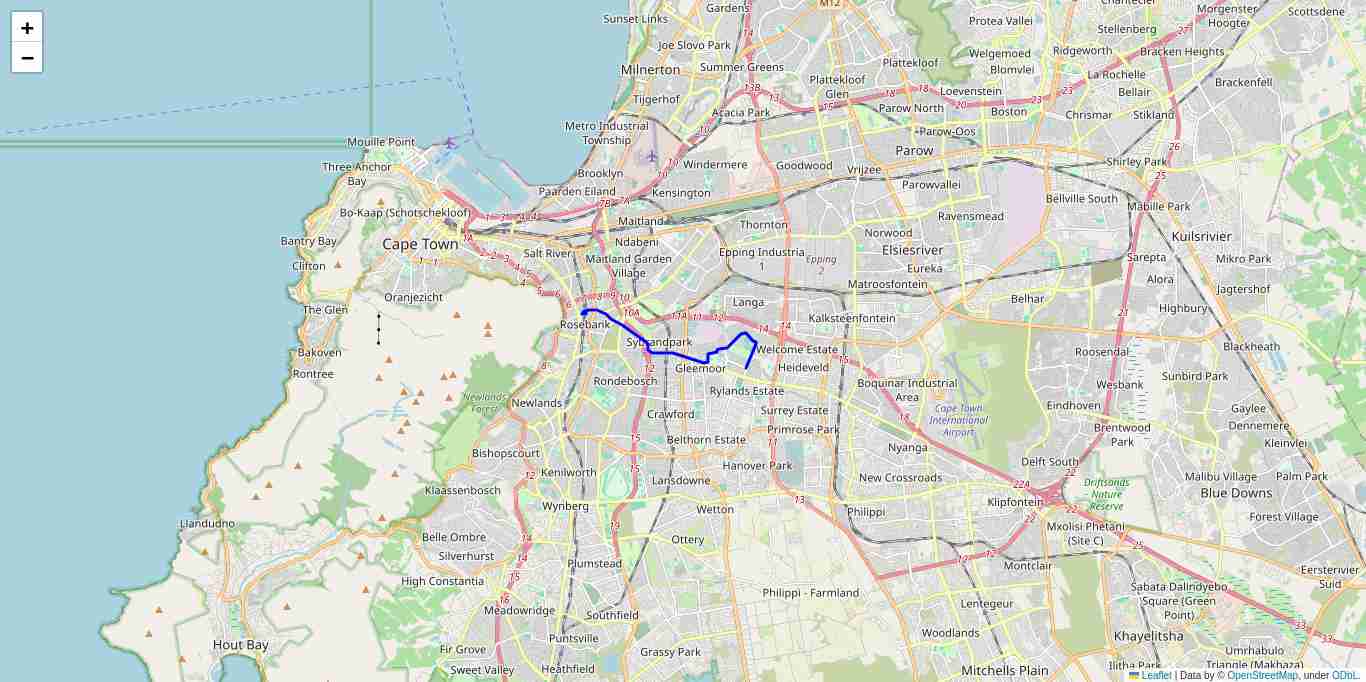 +
−
M12
Chantecler
Morgenster
Hoogte
Scottsdene
Sunset Links
Gardens
Protea Vallei
Stellenberg
Joe Slovo Park
Welgemoed
Ridgeworth
Bracken Heights
Milnerton
Summer Greens
Plattekloof
Blomvlei
La Rochelle
Plattekloof
Glen
Loevenstein
Bellair
Brackenfell
Tijgerhof
Acacia Park
Parow North
Boston
Chrismar
Stikland
Metro Industrial
Township
Parow-Oos
Mouille Point
Parow
Three Anchor
Bay
Brooklyn
Windermere
Goodwood
Vrijzee
Shirley Park
Paarden Eiland
Kensington
Parowvallei
Bellville South
Mabille Park
Bo-Kaap (Schotschekloof)
Maitland
Thornton
Ravensmead
Bantry Bay
Cape Town
Ndabeni
Norwood
Kuilsrivier
Salt River
Maitland Garden
Village
Epping Industria
1
Epping
2
Elsiesriver
Sarepta
Mikro Park
Clifton
Eureka
Oranjezicht
Langa
Matroosfontein
Belhar
Alora
Jagtershof
The Glen
Rosebank
Kalksteenfontein
Highbury
Bakoven
Sybrandpark
Welcome Estate
Roosendal
Blackheath
Rontree
Rondebosch
Gleemoor
Heideveld
Boquinar Industrial
Area
Wesbank
Sunbird Park
Newlands
Forest
Newlands
Rylands Estate
Crawford
Surrey Estate
Cape Town
International
Airport
Eindhoven
Gaylee
Primrose Park
Brentwood
Park
Dennemere
Bishopscourt
Belthorn Estate
Nyanga
Kleinvlei
Kenilworth
Hanover Park
Delft South
Malibu Village
Palm Park
Klaassenbosch
Lansdowne
New Crossroads
Driftsands
Nature
Reserve
Blue Downs
Wynberg
Wetton
Philippi
Klipfontein
Forest Village
Llandudno
Belle Ombre
Ottery
Mxolisi Phetani
(Site C)
Silverhurst
Plumstead
Montclair
Eersterivier
Suid
High Constantia
Philippi - Farmland
Sabata Dalindyebo
Square (Green
Point)
Meadowridge
Southfield
Lentegeur
Hout Bay
Puntsville
Woodlands
Khayelitsha
Fir Grove
Grassy Park
Umrhabulo
Triangle (Makhaza)
Sweet Valley
Heathfield
Mitchells Plain
Ilitha Park
Leaflet | Data by © OpenStreetMap, under ODbL.